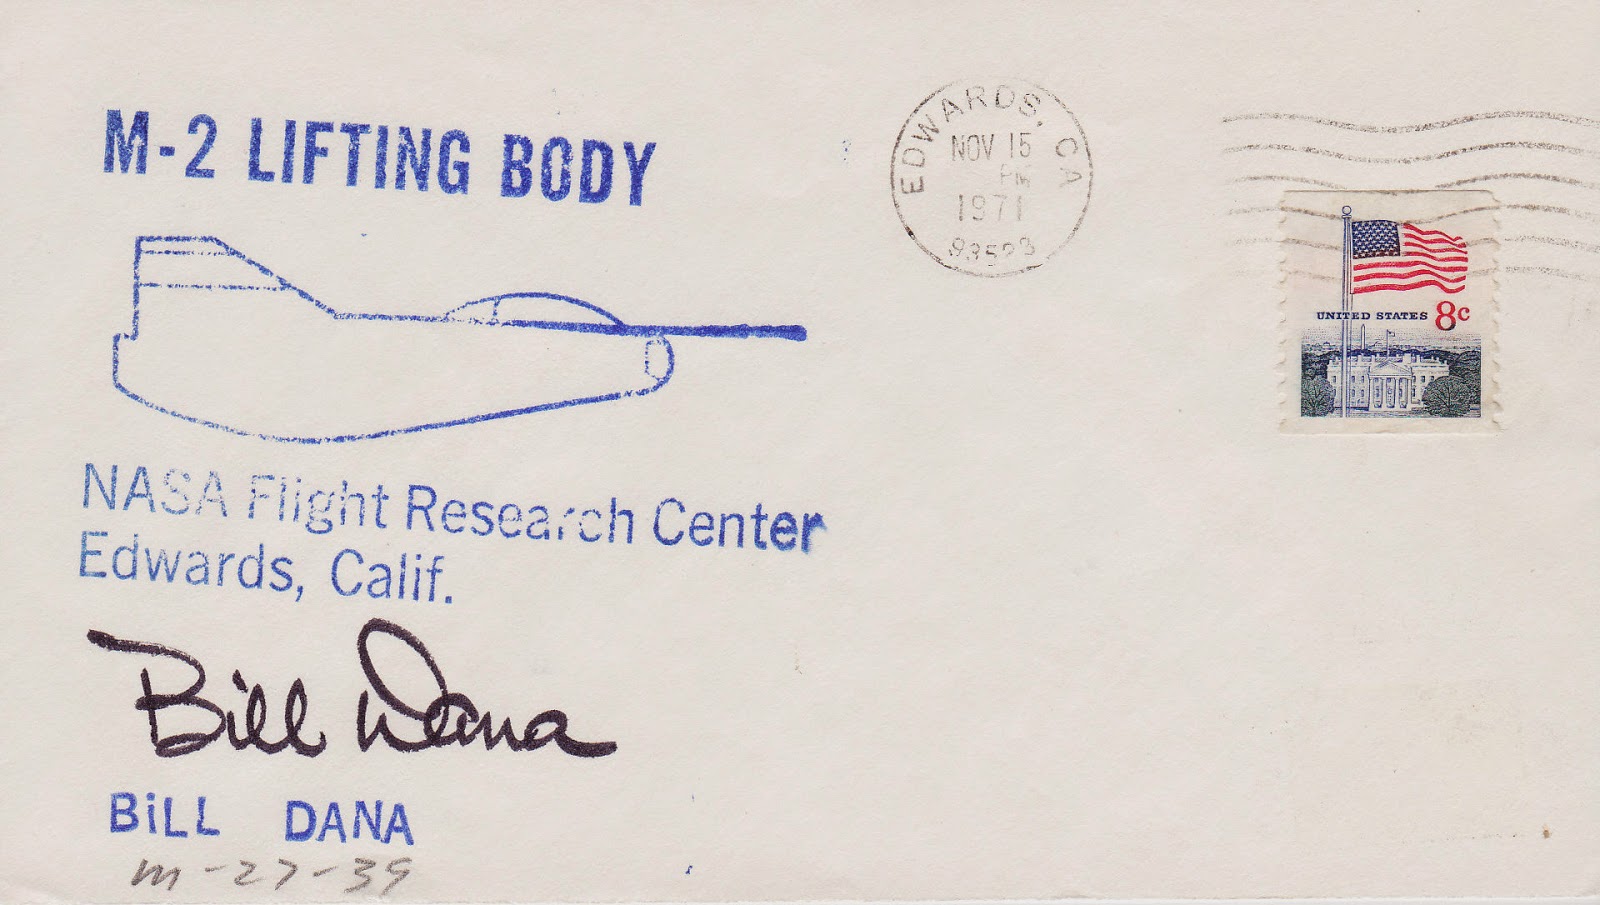 M-2 LIFTING BODY
EDWARDS, CA
NOV 15
PM
1971
93523
UNITED STATES 8c
NASA Flight Research Center
Edwards, Calif.
Bill Dana
BiLL DANA
M-27-39